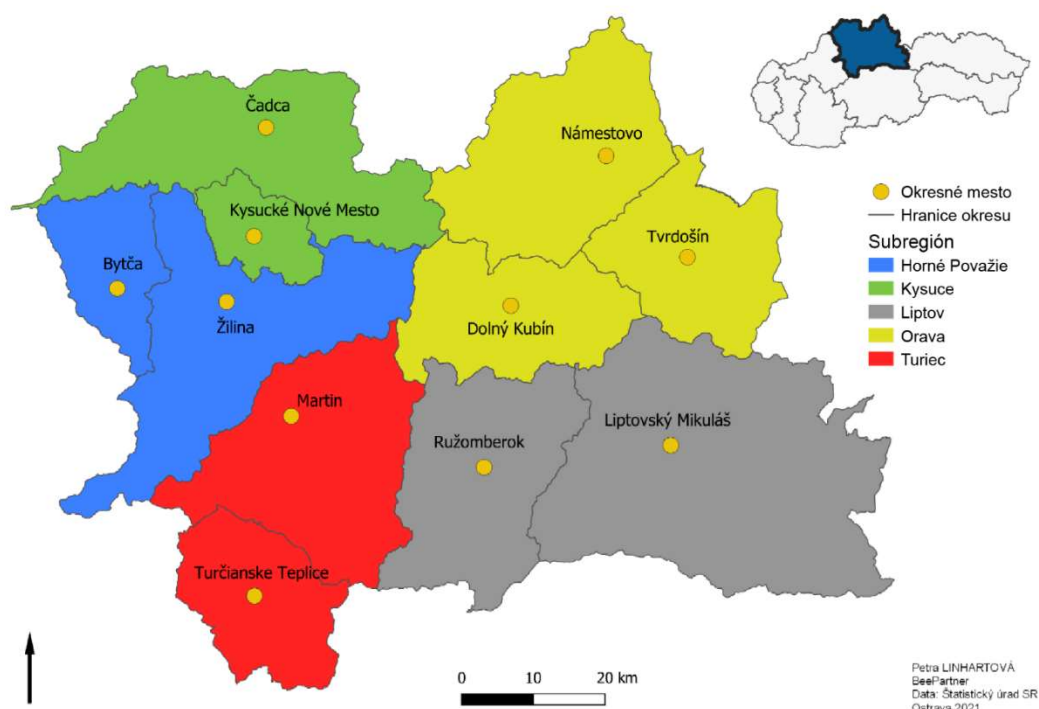 Čadca
Námestovo
Kysucké Nové Mesto
Tvrdošín
Bytča
Žilina
Dolný Kubín
Martin
Ružomberok
Liptovský Mikuláš
Turčianske Teplice
Okresné mesto
Hranice okresu
Subregión
Horné Považie
Kysuce
Liptov
Orava
Turiec
0 10 20 km
Petra LINHARTOVÁ
BeePartner
Data: Štatistický úrad SR
Ostrava 2021